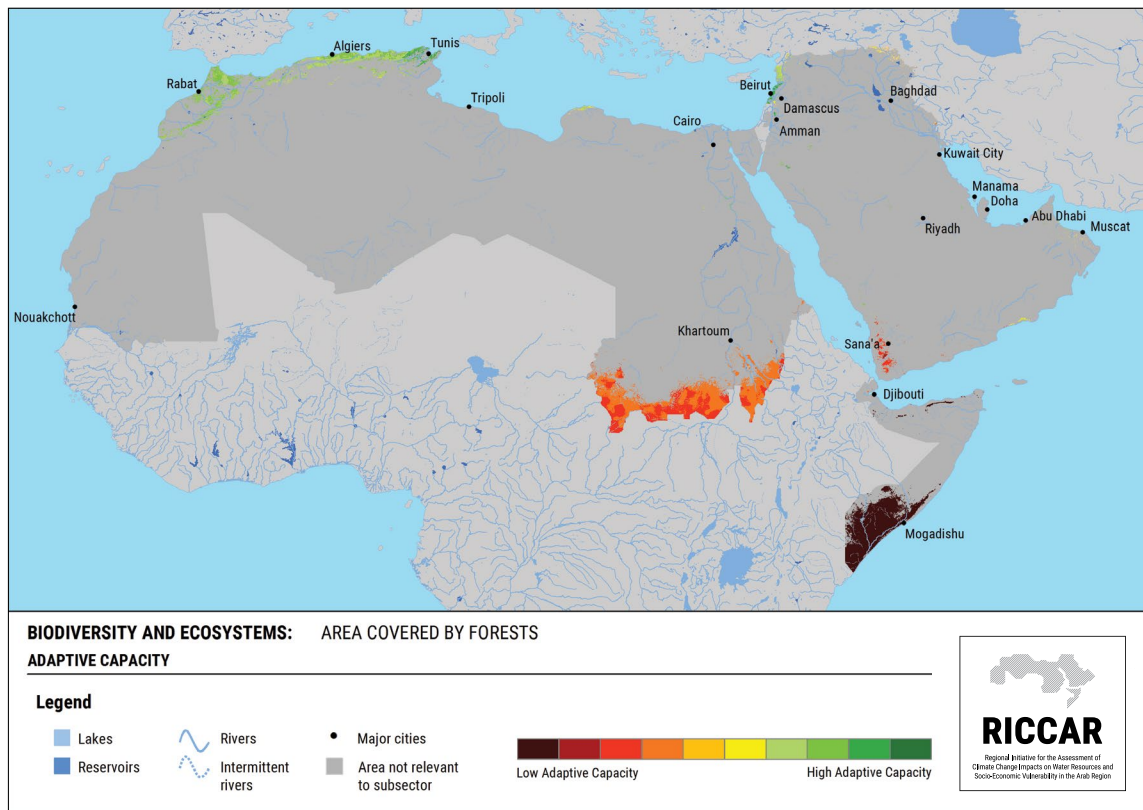 Algiers
Tunis
Rabat
Tripoli
Beirut
Damascus
Baghdad
Cairo
Amman
Kuwait City
Manama
Doha
Abu Dhabi
Riyadh
Muscat
Nouakchott
Khartoum
Sana'a
Djibouti
Mogadishu
BIODIVERSITY AND ECOSYSTEMS: AREA COVERED BY FORESTS
ADAPTIVE CAPACITY
Legend
Lakes
Reservoirs
Rivers
Intermittent
rivers
Major cities
Area not relevant
to subsector
Low Adaptive Capacity
High Adaptive Capacity
RICCAR
Regional Initiative for the Assessment of
Climate Change Impacts on Water Resources and
Socio-Economic Vulnerability in the Arab Region